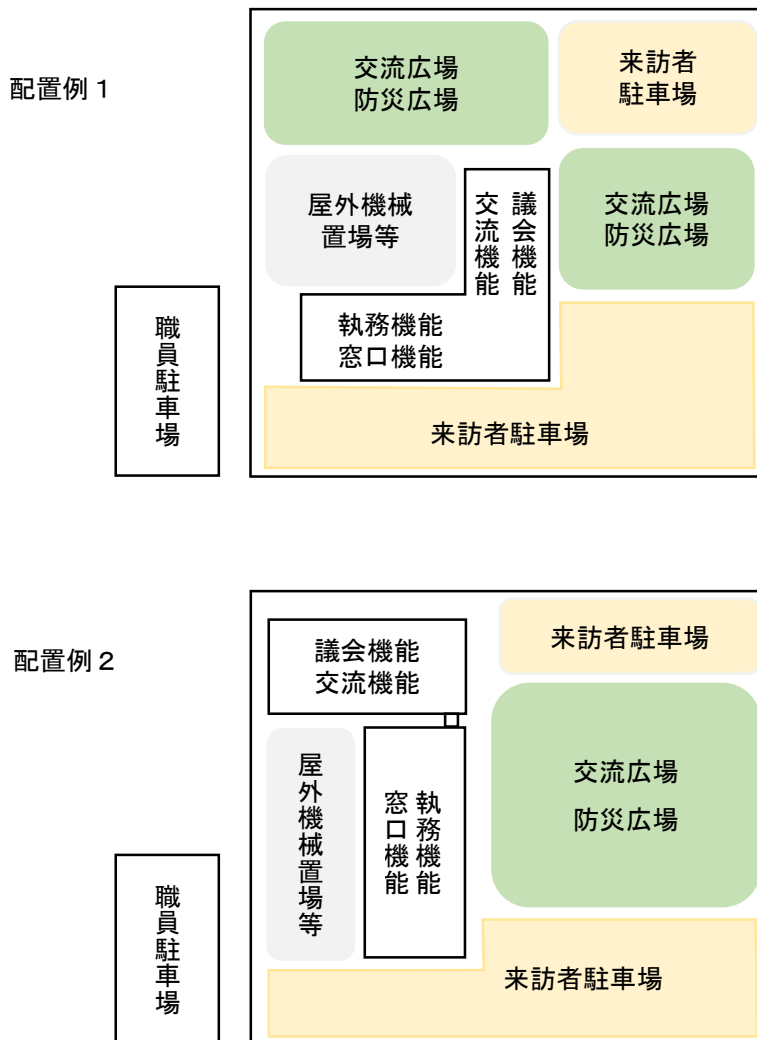 配置例１
交流広場
防災広場
来訪者
駐車場
屋外機械
置場等
議会機能
交流機能
交流広場
防災広場
執務機能
窓口機能
職員駐車場
来訪者駐車場
配置例２
議会機能
交流機能
来訪者駐車場
屋外機械置場等
執務機能
窓口機能
交流広場
防災広場
職員駐車場
来訪者駐車場